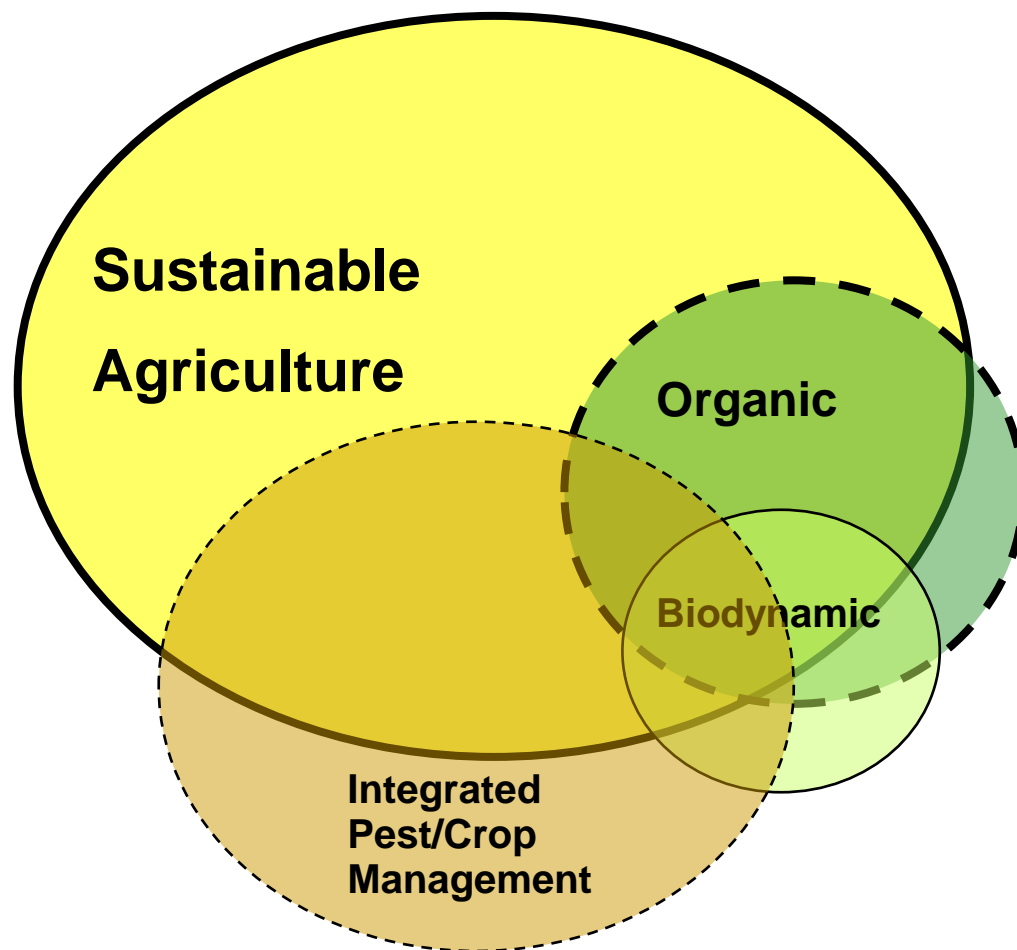 Sustainable
Agriculture
Organic
Biodynamic
Integrated
Pest/Crop
Management